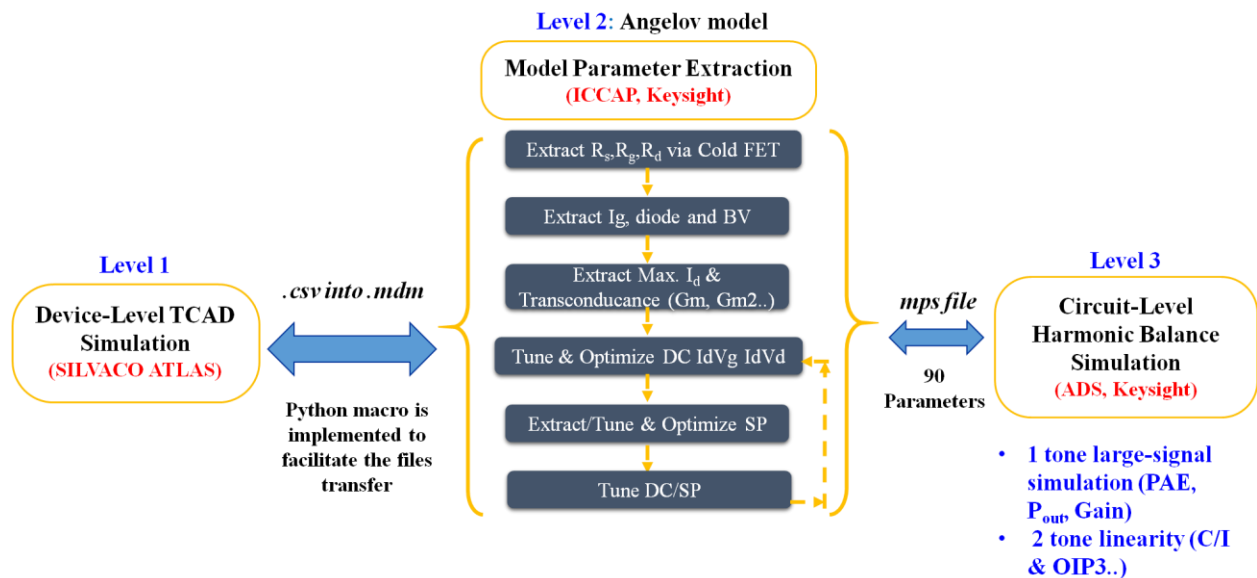 Level 2: Angelov model
Model Parameter Extraction
(ICCAP, Keysight)
Extract Rs,Rg,Rd via Cold FET
Extract Ig, diode and BV
Extract Max. Id &
Transconducance (Gm, Gm2..)
Tune & Optimize DC IdVg IdVd
Extract/Tune & Optimize SP
Tune DC/SP
Level 1
Device-Level TCAD
Simulation
(SILVACO ATLAS)
.csv into .mdm
Python macro is
implemented to
facilitate the files
transfer
mps file
90
Parameters
Level 3
Circuit-Level
Harmonic Balance
Simulation
(ADS, Keysight)
• 1 tone large-signal
simulation (PAE,
Pout, Gain)
• 2 tone linearity (C/I
& OIP3..)